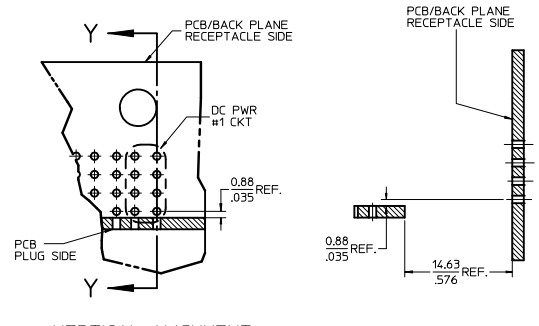 Y
PCB/BACK PLANE
RECEPTACLE SIDE
DC PWR
#1 CKT
0.88
.035 REF.
PCB
PLUG SIDE
Y
PCB/BACK PLANE
RECEPTACLE SIDE
0.88
.035 REF.
14.63
.576 REF.